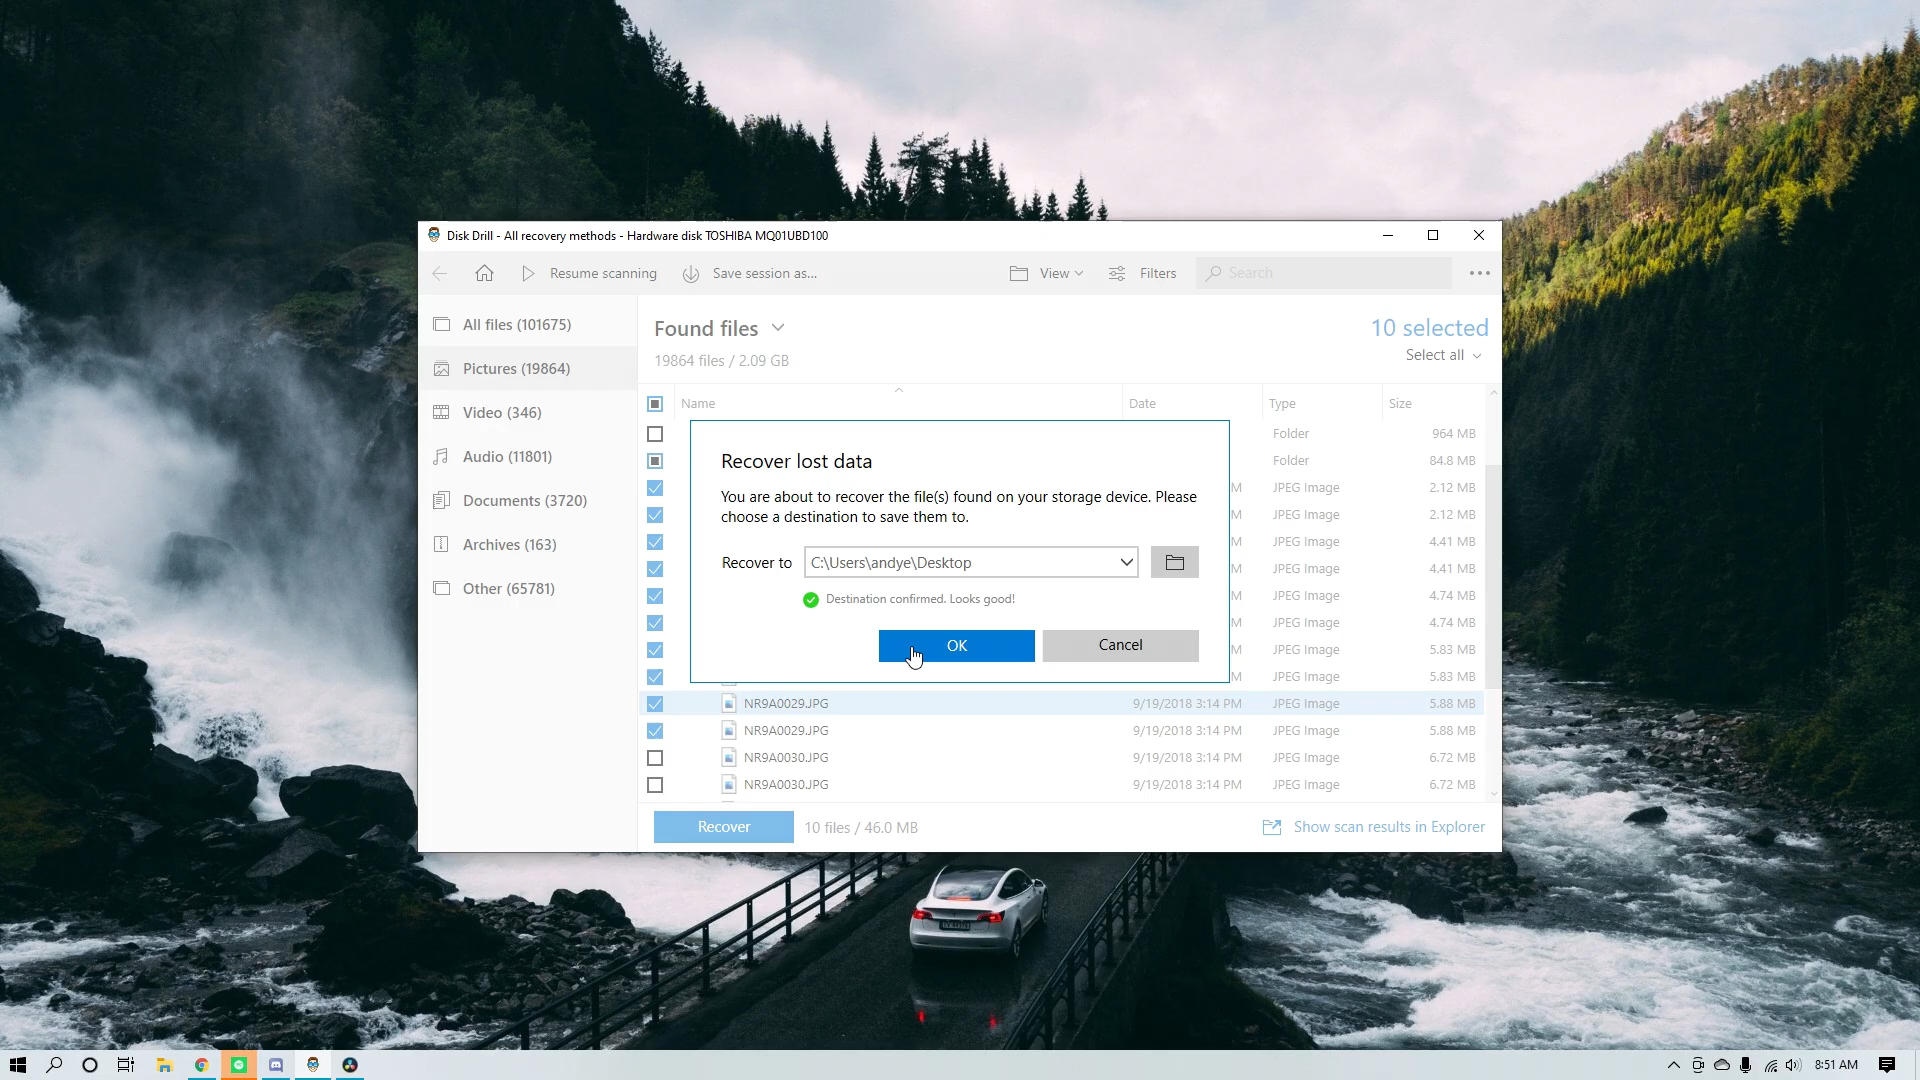 Disk Drill - All recovery methods - Hardware disk TOSHIBA MQ01UBD100
Resume scanning
Save session as...
View
Filters
Search
All files (101675)
Pictures (19864)
Video (346)
Audio (11801)
Documents (3720)
Archives (163)
Other (65781)
Found files
19864 files / 2.09 GB
10 selected
Select all
Name Date Type Size
Folder 964 MB
Folder 84.8 MB
M JPEG Image 2.12 MB
M JPEG Image 2.12 MB
M JPEG Image 4.41 MB
M JPEG Image 4.41 MB
M JPEG Image 4.74 MB
M JPEG Image 4.74 MB
M JPEG Image 5.83 MB
M JPEG Image 5.83 MB
NR9A0029.JPG 9/19/2018 3:14 PM JPEG Image 5.88 MB
NR9A0029.JPG 9/19/2018 3:14 PM JPEG Image 5.88 MB
NR9A0030.JPG 9/19/2018 3:14 PM JPEG Image 6.72 MB
NR9A0030.JPG 9/19/2018 3:14 PM JPEG Image 6.72 MB
Recover lost data
You are about to recover the file(s) found on your storage device. Please
choose a destination to save them to.
Recover to C:\Users\andye\Desktop
Destination confirmed. Looks good!
OK Cancel
Recover 10 files / 46.0 MB
Show scan results in Explorer
8:51 AM